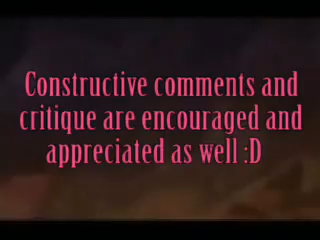 Constructive comments and
critique are encouraged and
appreciated as well :D